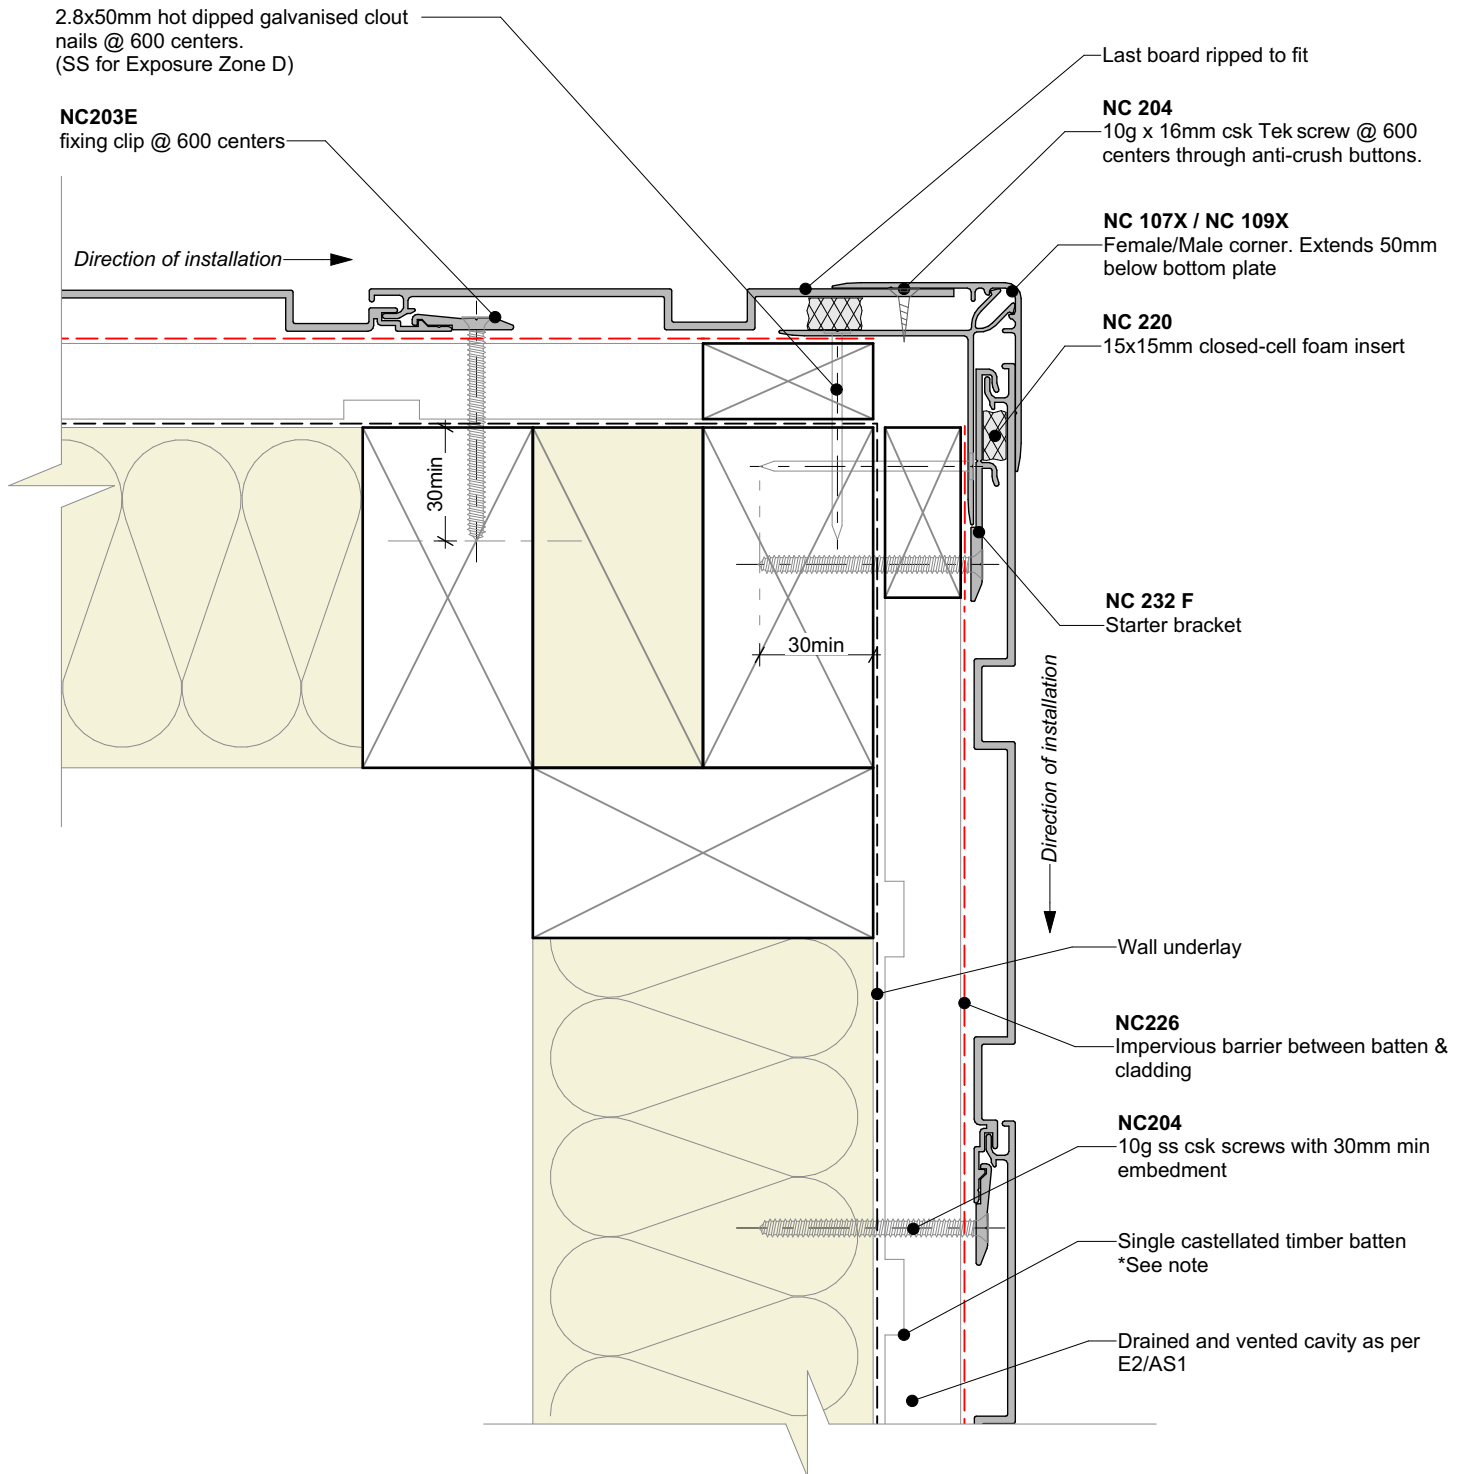 2.8x50mm hot dipped galvanised clout
nails @ 600 centers.
(SS for Exposure Zone D)
NC203E
fixing clip @ 600 centers
Direction of installation
Last board ripped to fit
NC 204
10g x 16mm csk Tek screw @ 600
centers through anti-crush buttons.
NC 107X / NC 109X
Female/Male corner. Extends 50mm
below bottom plate
NC 220
15x15mm closed-cell foam insert
30min
30min
NC 232 F
Starter bracket
Direction of installation
Wall underlay
NC226
Impervious barrier between batten &
cladding
NC204
10g ss csk screws with 30mm min
embedment
Single castellated timber batten
*See note
Drained and vented cavity as per
E2/AS1